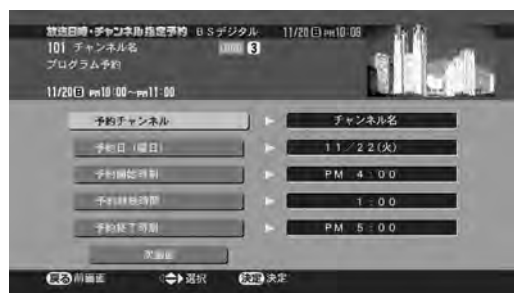 放送日時・チャンネル指定予約 BSデジタル 11/20(日)PM10:08
101 チャンネル名 3
プログラム予約
11/20(日) PM10:00~PM11:00
予約チャンネル チャンネル名
予約日(曜日) 11/22(火)
予約開始時刻 PM 4:00
予約録画時間 1:00
予約終了時刻 PM 5:00
次画面
戻る 前画面 選択 決定 決定